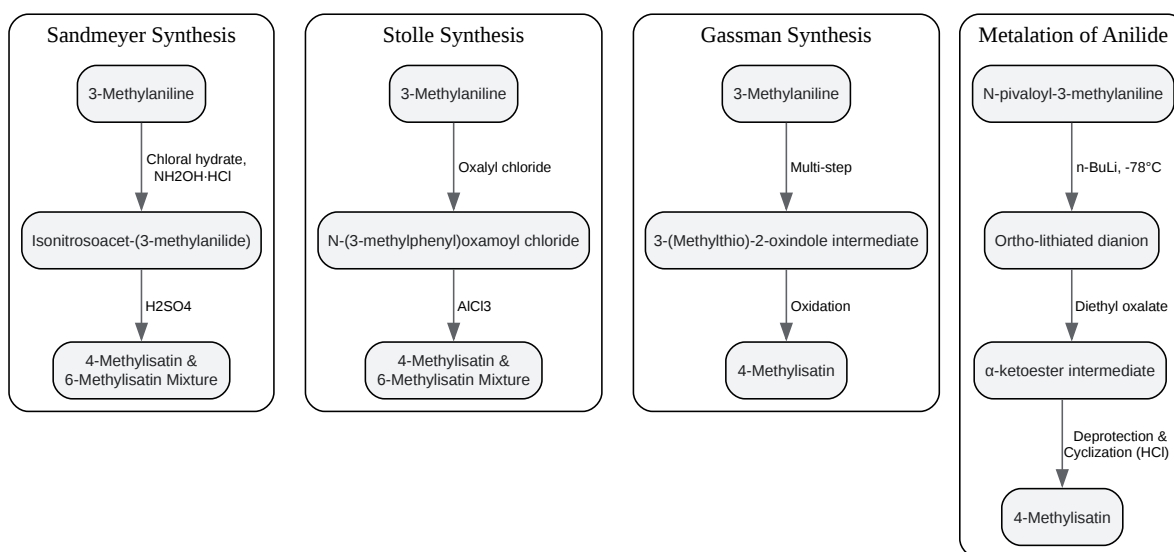 Sandmeyer Synthesis
3-Methylaniline
Chloral hydrate,
NH2OH·HCl
Isonitrosoacet-(3-methylanilide)
H2SO4
4-Methylisatin &
6-Methylisatin Mixture
Stolle Synthesis
3-Methylaniline
Oxalyl chloride
N-(3-methylphenyl)oxamoyl chloride
AlCl3
4-Methylisatin &
6-Methylisatin Mixture
Gassman Synthesis
3-Methylaniline
Multi-step
3-(Methylthio)-2-oxindole intermediate
Oxidation
4-Methylisatin
Metalation of Anilide
N-pivaloyl-3-methylaniline
n-BuLi, -78°C
Ortho-lithiated dianion
Diethyl oxalate
α-ketoester intermediate
Deprotection &
Cyclization (HCl)
4-Methylisatin